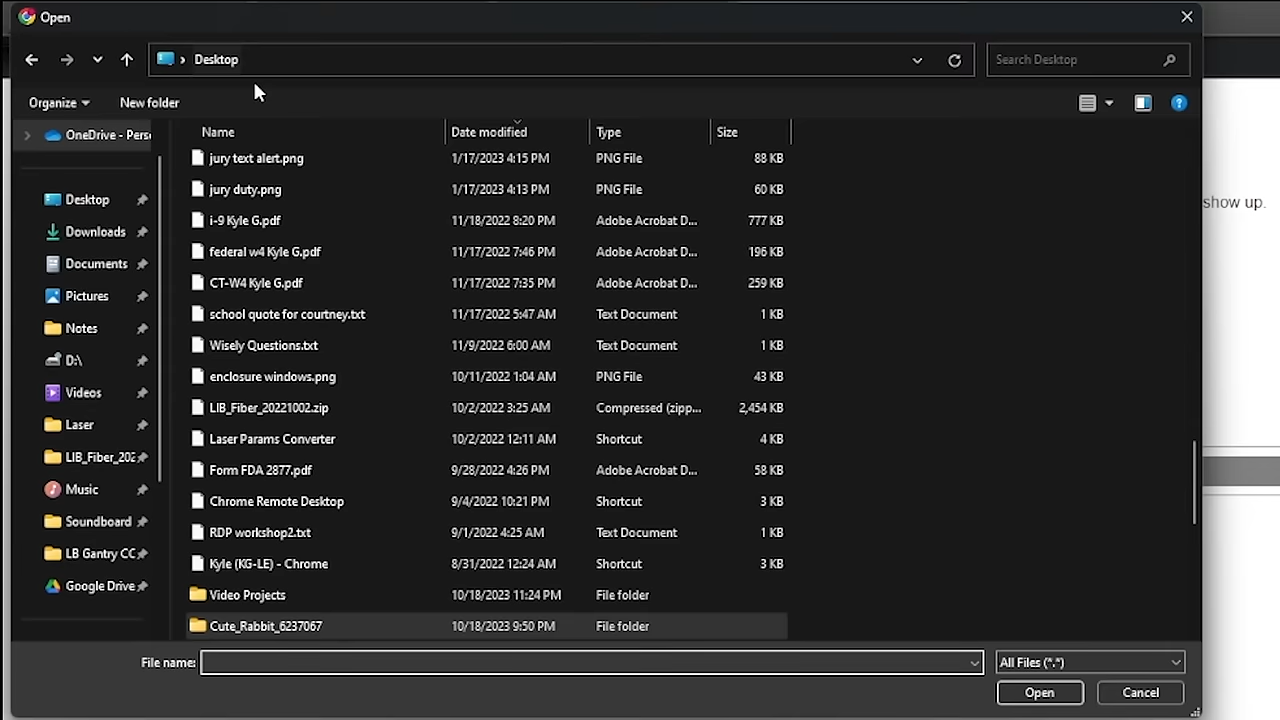 Open
Desktop
Search Desktop
Organize
New folder
Name Date modified Type Size
OneDrive - Pers
Desktop
Downloads
Documents
Pictures
Notes
D:\
Videos
Laser
LIB_Fiber_202
Music
Soundboard
LB Gantry CC
Google Drive
jury text alert.png 1/17/2023 4:15 PM PNG File 88 KB
jury duty.png 1/17/2023 4:13 PM PNG File 60 KB
i-9 Kyle G.pdf 11/18/2022 8:20 PM Adobe Acrobat D... 777 KB
federal w4 Kyle G.pdf 11/17/2022 7:46 PM Adobe Acrobat D... 196 KB
CT-W4 Kyle G.pdf 11/17/2022 7:35 PM Adobe Acrobat D... 259 KB
school quote for courtney.txt 11/17/2022 5:47 AM Text Document 1 KB
Wisely Questions.txt 11/9/2022 6:00 AM Text Document 1 KB
enclosure windows.png 10/11/2022 1:04 AM PNG File 43 KB
LIB_Fiber_20221002.zip 10/2/2022 3:25 AM Compressed (zipp... 2,454 KB
Laser Params Converter 10/2/2022 12:11 AM Shortcut 4 KB
Form FDA 2877.pdf 9/28/2022 4:26 PM Adobe Acrobat D... 58 KB
Chrome Remote Desktop 9/4/2022 10:21 PM Shortcut 3 KB
RDP workshop2.txt 9/1/2022 4:25 AM Text Document 1 KB
Kyle (KG-LE) - Chrome 8/31/2022 12:24 AM Shortcut 3 KB
Video Projects 10/18/2023 11:24 PM File folder
Cute_Rabbit_6237067 10/18/2023 9:50 PM File folder
show up.
File name: All Files (*.*)
Open Cancel